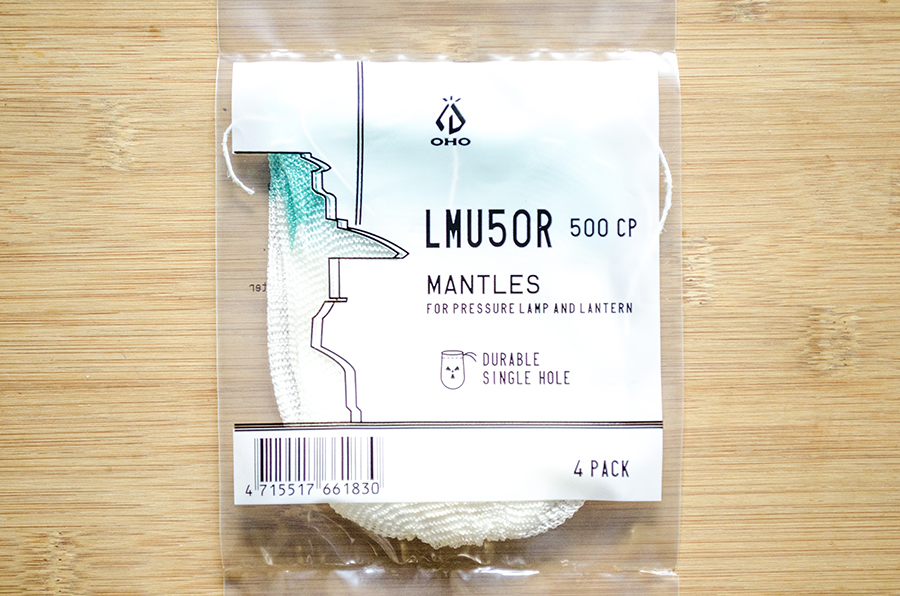 OHO
LMU50R 500 CP
MANTLES
FOR PRESSURE LAMP AND LANTERN
DURABLE
SINGLE HOLE
4 715517 661830
4 PACK